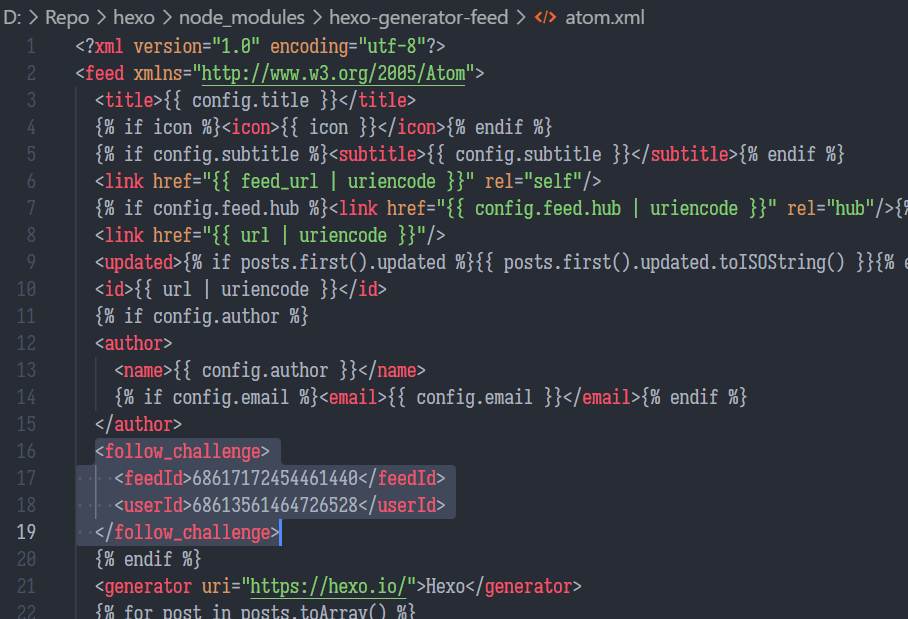 D: > Repo > hexo > node_modules > hexo-generator-feed > </> atom.xml
1 <?xml version="1.0" encoding="utf-8"?>
2 <feed xmlns="http://www.w3.org/2005/Atom">
3 <title>{{ config.title }}</title>
4 {% if icon %}<icon>{{ icon }}</icon>{% endif %}
5 {% if config.subtitle %}<subtitle>{{ config.subtitle }}</subtitle>{% endif %}
6 <link href="{{ feed_url | uriencode }}" rel="self"/>
7 {% if config.feed.hub %}<link href="{{ config.feed.hub | uriencode }}" rel="hub"/>{%
8 <link href="{{ url | uriencode }}"/>
9 <updated>{% if posts.first().updated %}{{ posts.first().updated.toISOString() }}{% e
10 <id>{{ url | uriencode }}</id>
11 {% if config.author %}
12 <author>
13 <name>{{ config.author }}</name>
14 {% if config.email %}<email>{{ config.email }}</email>{% endif %}
15 </author>
16 <follow_challenge>
17 <feedId>68617172454461440</feedId>
18 <userId>68613561464726528</userId>
19 </follow_challenge>
20 {% endif %}
21 <generator uri="https://hexo.io/">Hexo</generator>
22 {% for post in posts.toArray() %}